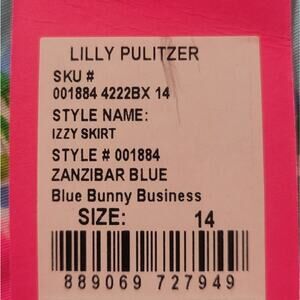 LILLY PULITZER
SKU #
001884 4222BX 14
STYLE NAME:
IZZY SKIRT
STYLE # 001884
ZANZIBAR BLUE
Blue Bunny Business
SIZE: 14
889069 727949